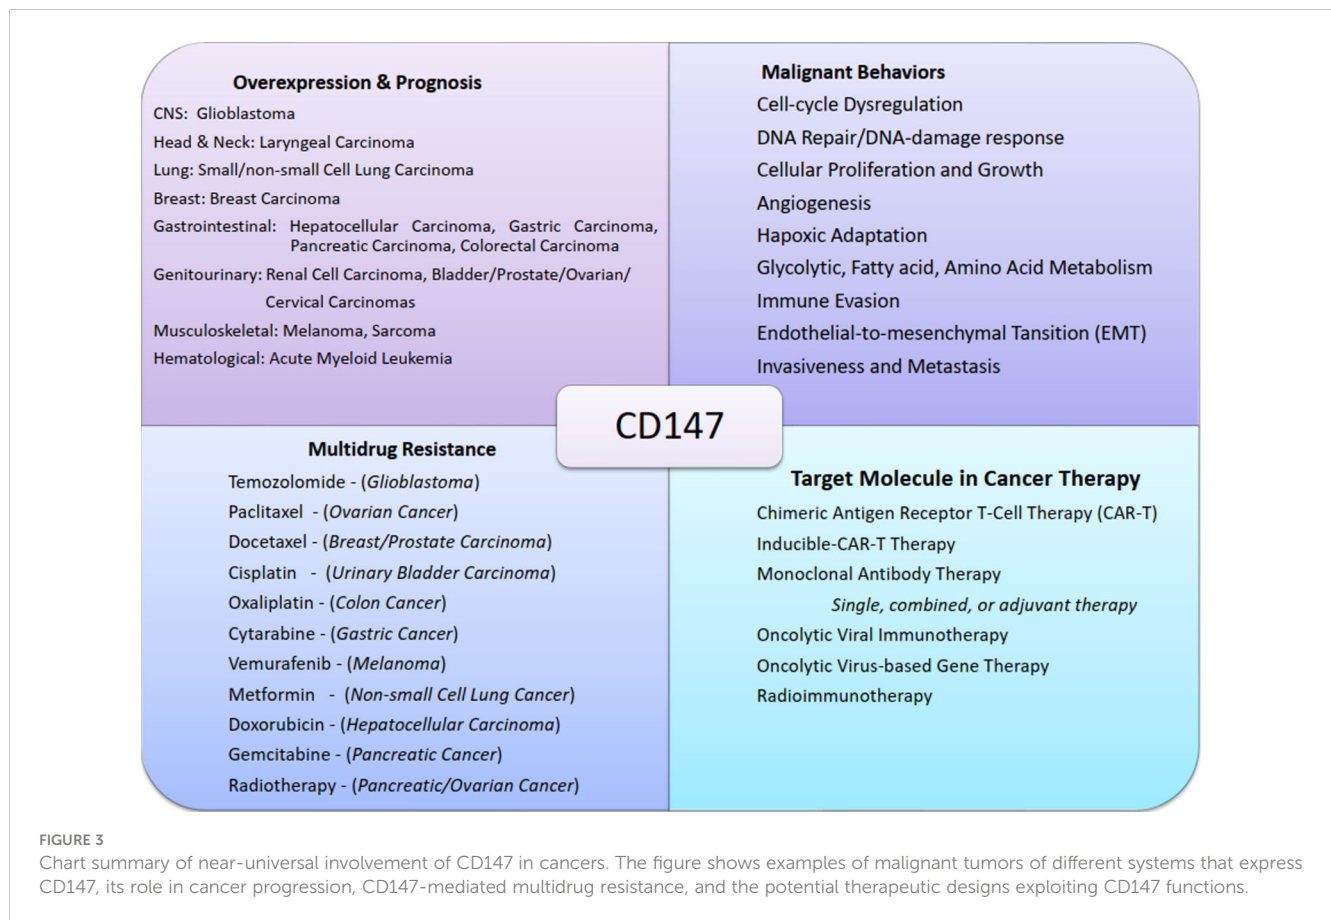 Overexpression & Prognosis
CNS: Glioblastoma
Head & Neck: Laryngeal Carcinoma
Lung: Small/non-small Cell Lung Carcinoma
Breast: Breast Carcinoma
Gastrointestinal: Hepatocellular Carcinoma, Gastric Carcinoma,
Pancreatic Carcinoma, Colorectal Carcinoma
Genitourinary: Renal Cell Carcinoma, Bladder/Prostate/Ovarian/
Cervical Carcinomas
Musculoskeletal: Melanoma, Sarcoma
Hematological: Acute Myeloid Leukemia
Malignant Behaviors
Cell-cycle Dysregulation
DNA Repair/DNA-damage response
Cellular Proliferation and Growth
Angiogenesis
Hapoxic Adaptation
Glycolytic, Fatty acid, Amino Acid Metabolism
Immune Evasion
Endothelial-to-mesenchymal Tansition (EMT)
Invasiveness and Metastasis
CD147
Multidrug Resistance
Temozolomide - (Glioblastoma)
Paclitaxel - (Ovarian Cancer)
Docetaxel - (Breast/Prostate Carcinoma)
Cisplatin - (Urinary Bladder Carcinoma)
Oxaliplatin - (Colon Cancer)
Cytarabine - (Gastric Cancer)
Vemurafenib - (Melanoma)
Metformin - (Non-small Cell Lung Cancer)
Doxorubicin - (Hepatocellular Carcinoma)
Gemcitabine - (Pancreatic Cancer)
Radiotherapy - (Pancreatic/Ovarian Cancer)
Target Molecule in Cancer Therapy
Chimeric Antigen Receptor T-Cell Therapy (CAR-T)
Inducible-CAR-T Therapy
Monoclonal Antibody Therapy
Single, combined, or adjuvant therapy
Oncolytic Viral Immunotherapy
Oncolytic Virus-based Gene Therapy
Radioimmunotherapy
FIGURE 3
Chart summary of near-universal involvement of CD147 in cancers. The figure shows examples of malignant tumors of different systems that express
CD147, its role in cancer progression, CD147-mediated multidrug resistance, and the potential therapeutic designs exploiting CD147 functions.